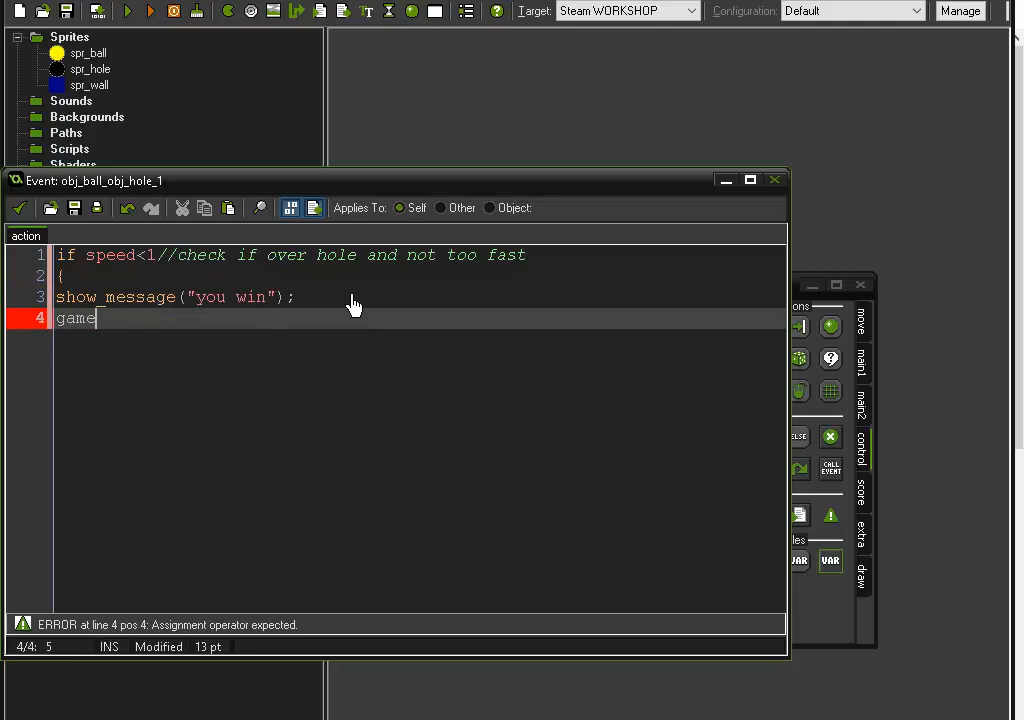 Target: Steam WORKSHOP Configuration: Default Manage
Sprites
spr_ball
spr_hole
spr_wall
Sounds
Backgrounds
Paths
Scripts
Shaders
Event: obj_ball_obj_hole_1
Applies To: Self Other Object:
action
1 if speed<1//check if over hole and not too fast
2 {
3 show_message("you win");
4 game
ERROR at line 4 pos 4: Assignment operator expected.
4/4: 5 INS Modified 13 pt
ons
move
main1
main2
ELSE
control
CALL
EVENT
score
extra
les
VAR VAR
draw